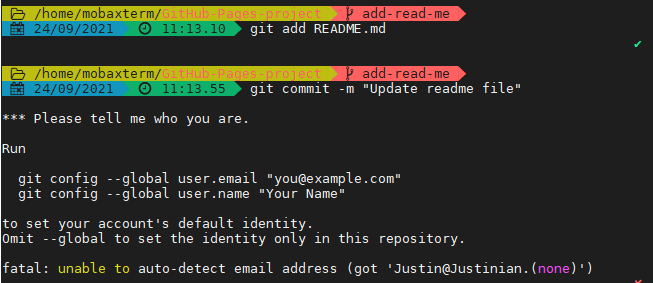 /home/mobaxterm/GitHub-Pages-project add-read-me
24/09/2021 11:13.10 git add README.md
✔
/home/mobaxterm/GitHub-Pages-project add-read-me
24/09/2021 11:13.55 git commit -m "Update readme file"
*** Please tell me who you are.
Run
git config --global user.email "you@example.com"
git config --global user.name "Your Name"
to set your account's default identity.
Omit --global to set the identity only in this repository.
fatal: unable to auto-detect email address (got 'Justin@Justinian.(none)')